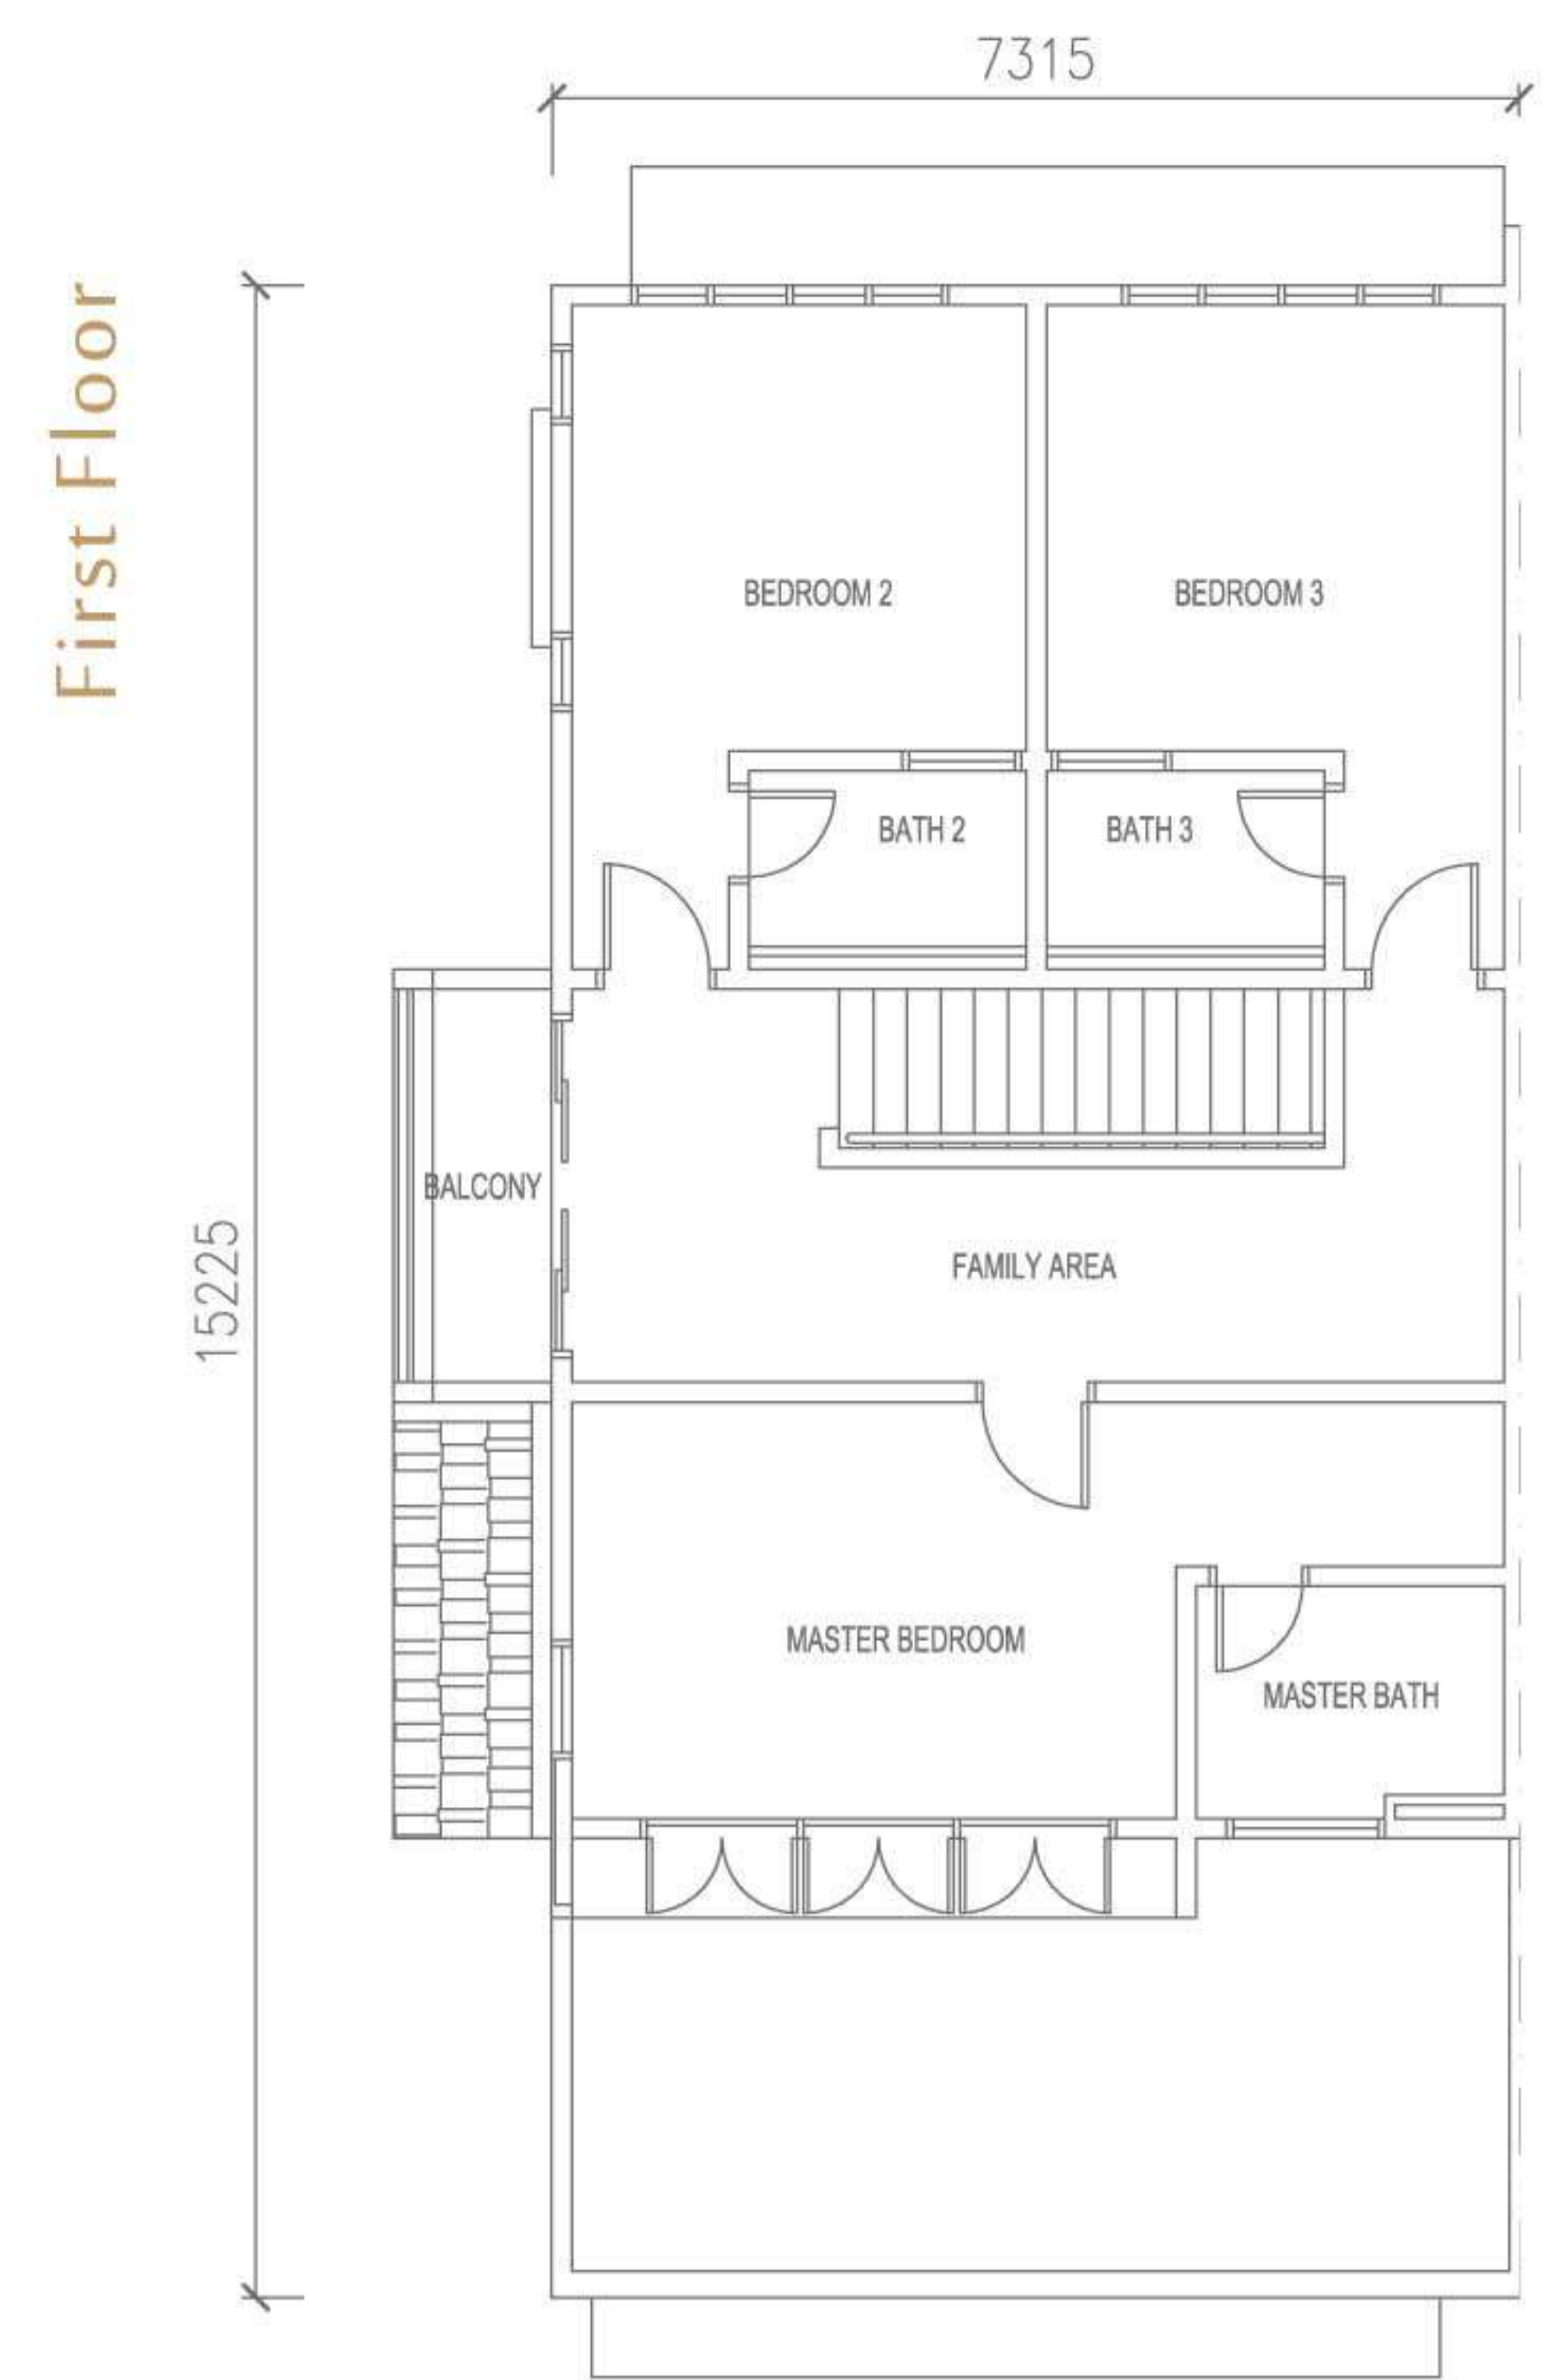 7315
First Floor
BEDROOM 2
BEDROOM 3
BATH 2
BATH 3
BALCONY
15225
FAMILY AREA
MASTER BEDROOM
MASTER BATH